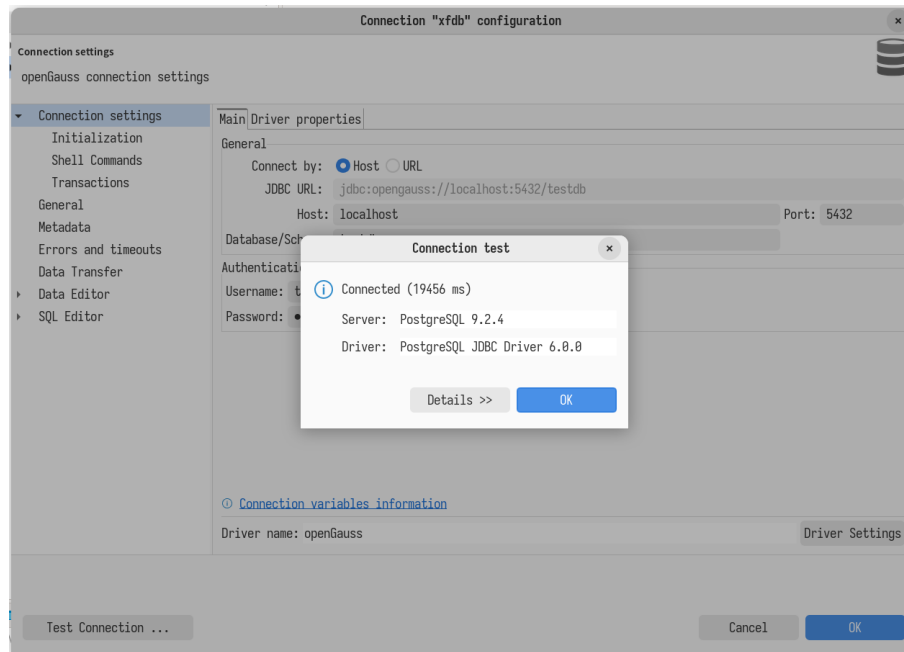 Connection "xfdb" configuration
×
Connection settings
openGauss connection settings
Connection settings
Initialization
Shell Commands
Transactions
General
Metadata
Errors and timeouts
Data Transfer
Data Editor
SQL Editor
Main Driver properties
General
Connect by: Host URL
JDBC URL: jdbc:opengauss://localhost:5432/testdb
Host: localhost Port: 5432
Database/Sch
Authenticati
Username: t
Password: •
Connection test ×
Connected (19456 ms)
Server: PostgreSQL 9.2.4
Driver: PostgreSQL JDBC Driver 6.0.0
Details >> OK
Connection variables information
Driver name: openGauss Driver Settings
Test Connection ... Cancel OK